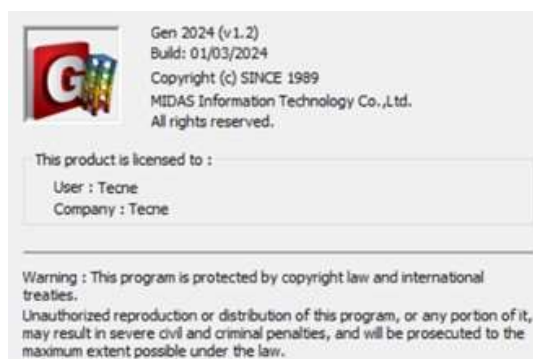 Gen 2024 (v1.2)
Build: 01/03/2024
Copyright (c) SINCE 1989
MIDAS Information Technology Co.,Ltd.
All rights reserved.
This product is licensed to :
User : Tecne
Company : Tecne
Warning : This program is protected by copyright law and international
treaties.
Unauthorized reproduction or distribution of this program, or any portion of it,
may result in severe civil and criminal penalties, and will be prosecuted to the
maximum extent possible under the law.